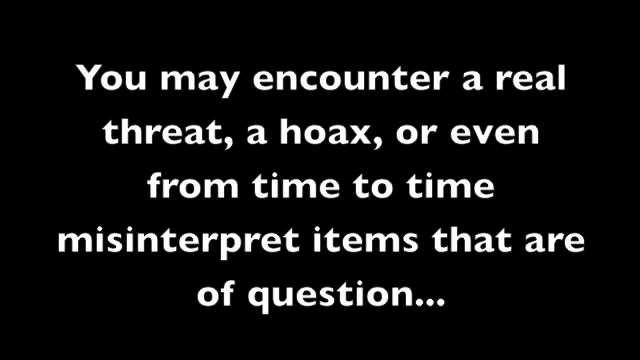 You may encounter a real
threat, a hoax, or even
from time to time
misinterpret items that are
of question...